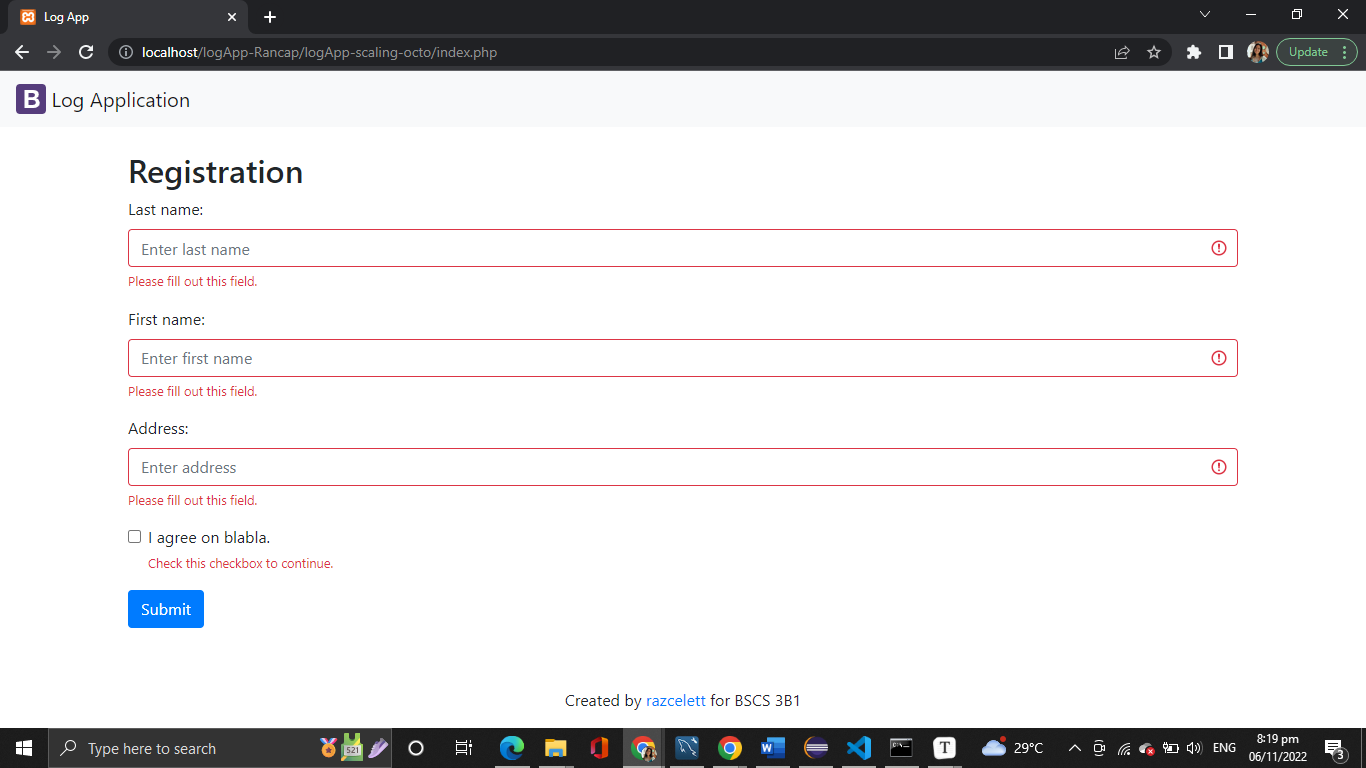 Log App
localhost/logApp-Rancap/logApp-scaling-octo/index.php
Update
B Log Application
Registration
Last name:
Enter last name
Please fill out this field.
First name:
Enter first name
Please fill out this field.
Address:
Enter address
Please fill out this field.
I agree on blabla.
Check this checkbox to continue.
Submit
Created by razcelett for BSCS 3B1
Type here to search
521
W
T
29°C
ENG
8:19 pm
06/11/2022
3